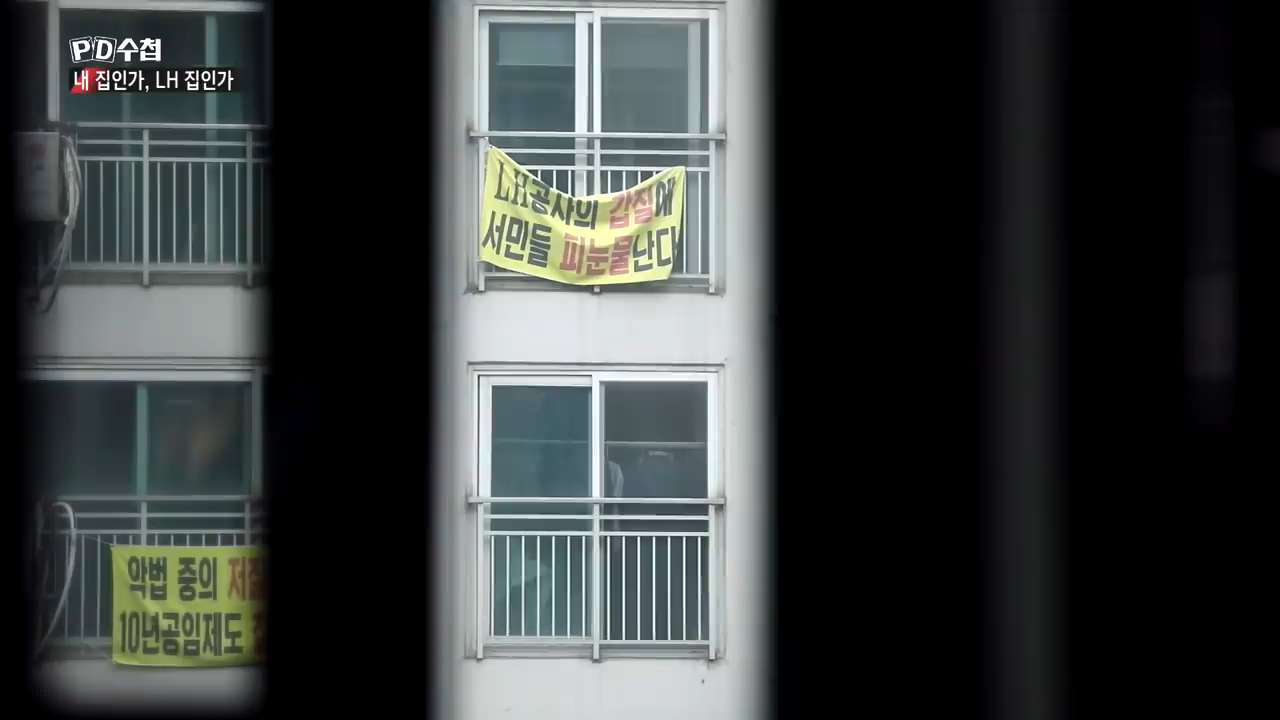 PD수첩
내 집인가, LH 집인가
LH공사의 갑질에
서민들 피눈물난다
악법 중의
10년공임제도